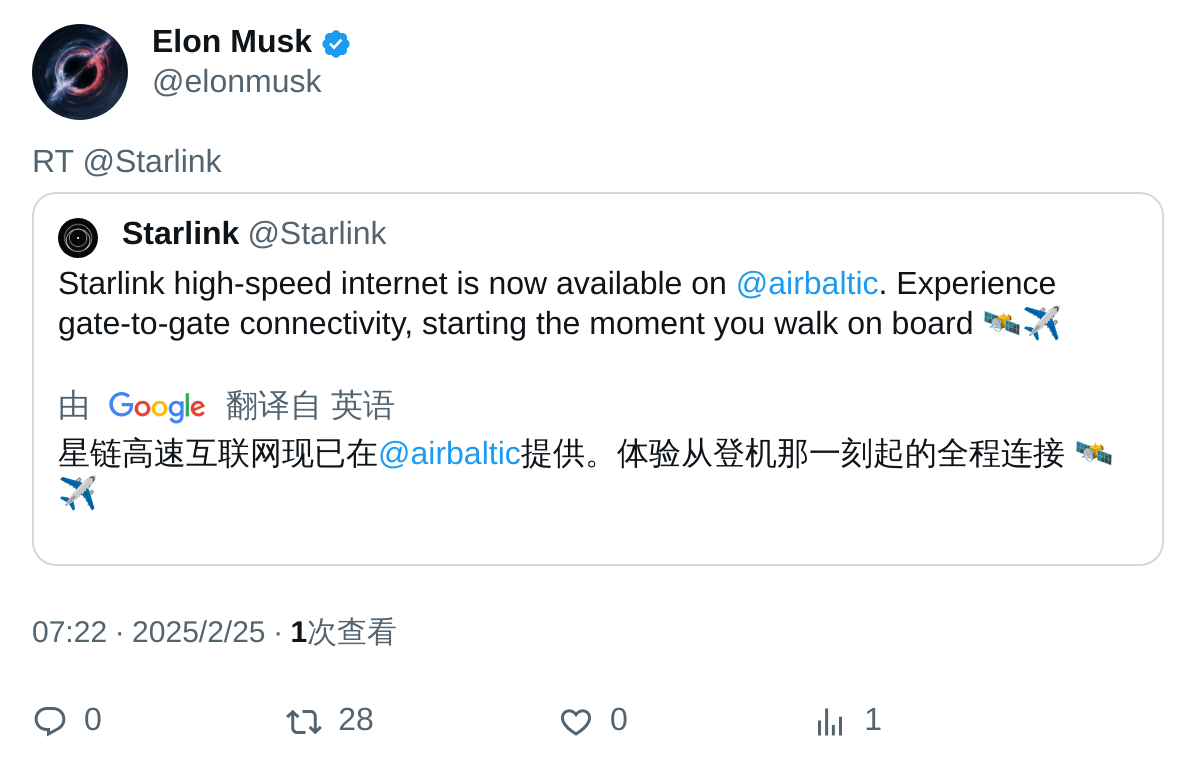 Elon Musk
@elonmusk
RT @Starlink
Starlink @Starlink
Starlink high-speed internet is now available on @airbaltic. Experience
gate-to-gate connectivity, starting the moment you walk on board 🛰️✈️
由 Google 翻译自 英语
星链高速互联网现已在@airbaltic提供。体验从登机那一刻起的全程连接 🛰️
✈️
07:22 · 2025/2/25 · 1次查看
0 28 0 1